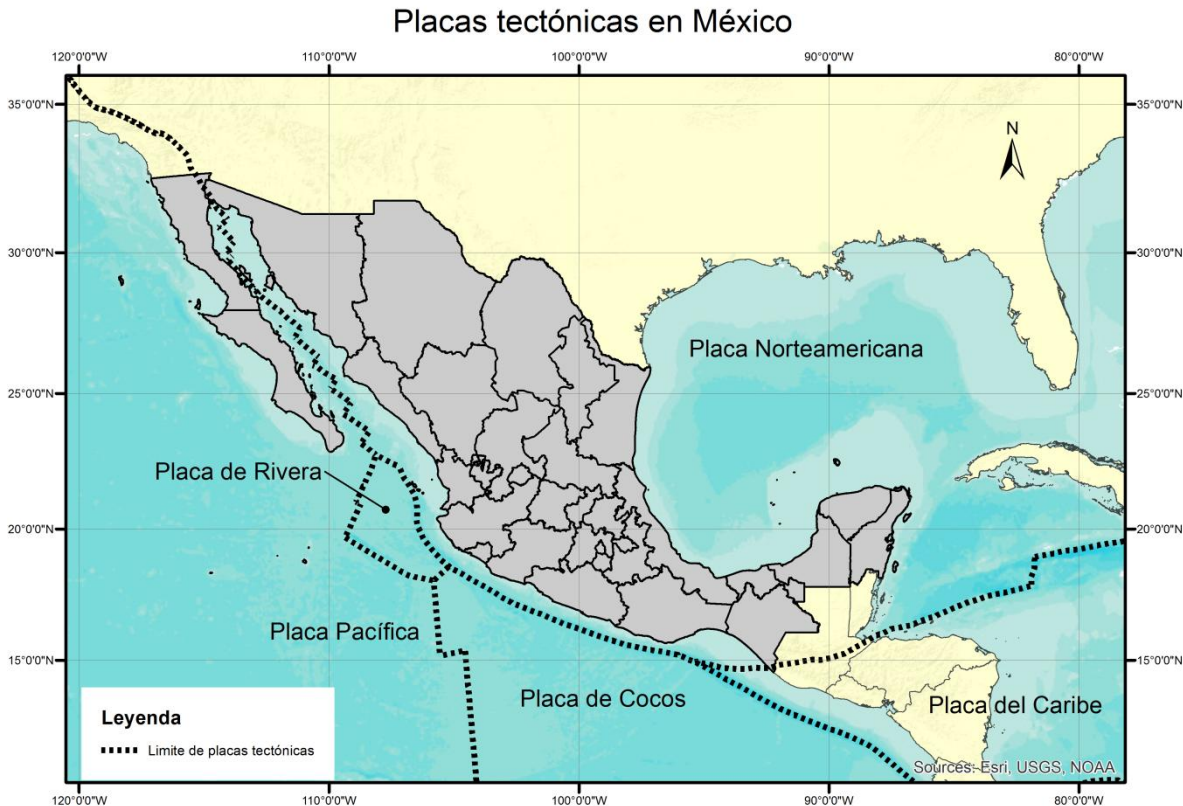 Placas tectónicas en México
120°0'0"W 110°0'0"W 100°0'0"W 90°0'0"W 80°0'0"W
35°0'0"N 35°0'0"N
N
30°0'0"N 30°0'0"N
Placa Norteamericana
25°0'0"N 25°0'0"N
Placa de Rivera
20°0'0"N 20°0'0"N
Placa Pacífica
15°0'0"N 15°0'0"N
Placa de Cocos
Placa del Caribe
Leyenda
Limite de placas tectónicas
Sources: Esri, USGS, NOAA
120°0'0"W 110°0'0"W 100°0'0"W 90°0'0"W 80°0'0"W